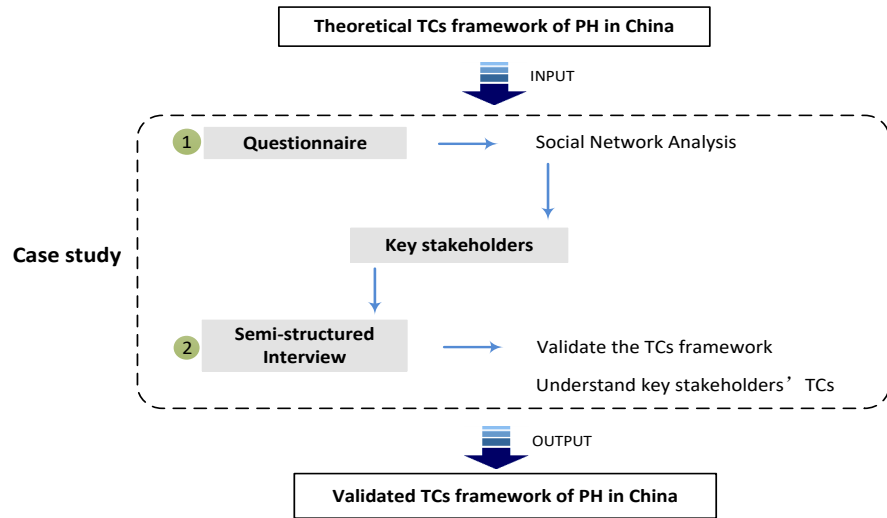 Theoretical TCs framework of PH in China
INPUT
1 Questionnaire
Social Network Analysis
Key stakeholders
Case study
2 Semi-structured
Interview
Validate the TCs framework
Understand key stakeholders’ TCs
OUTPUT
Validated TCs framework of PH in China